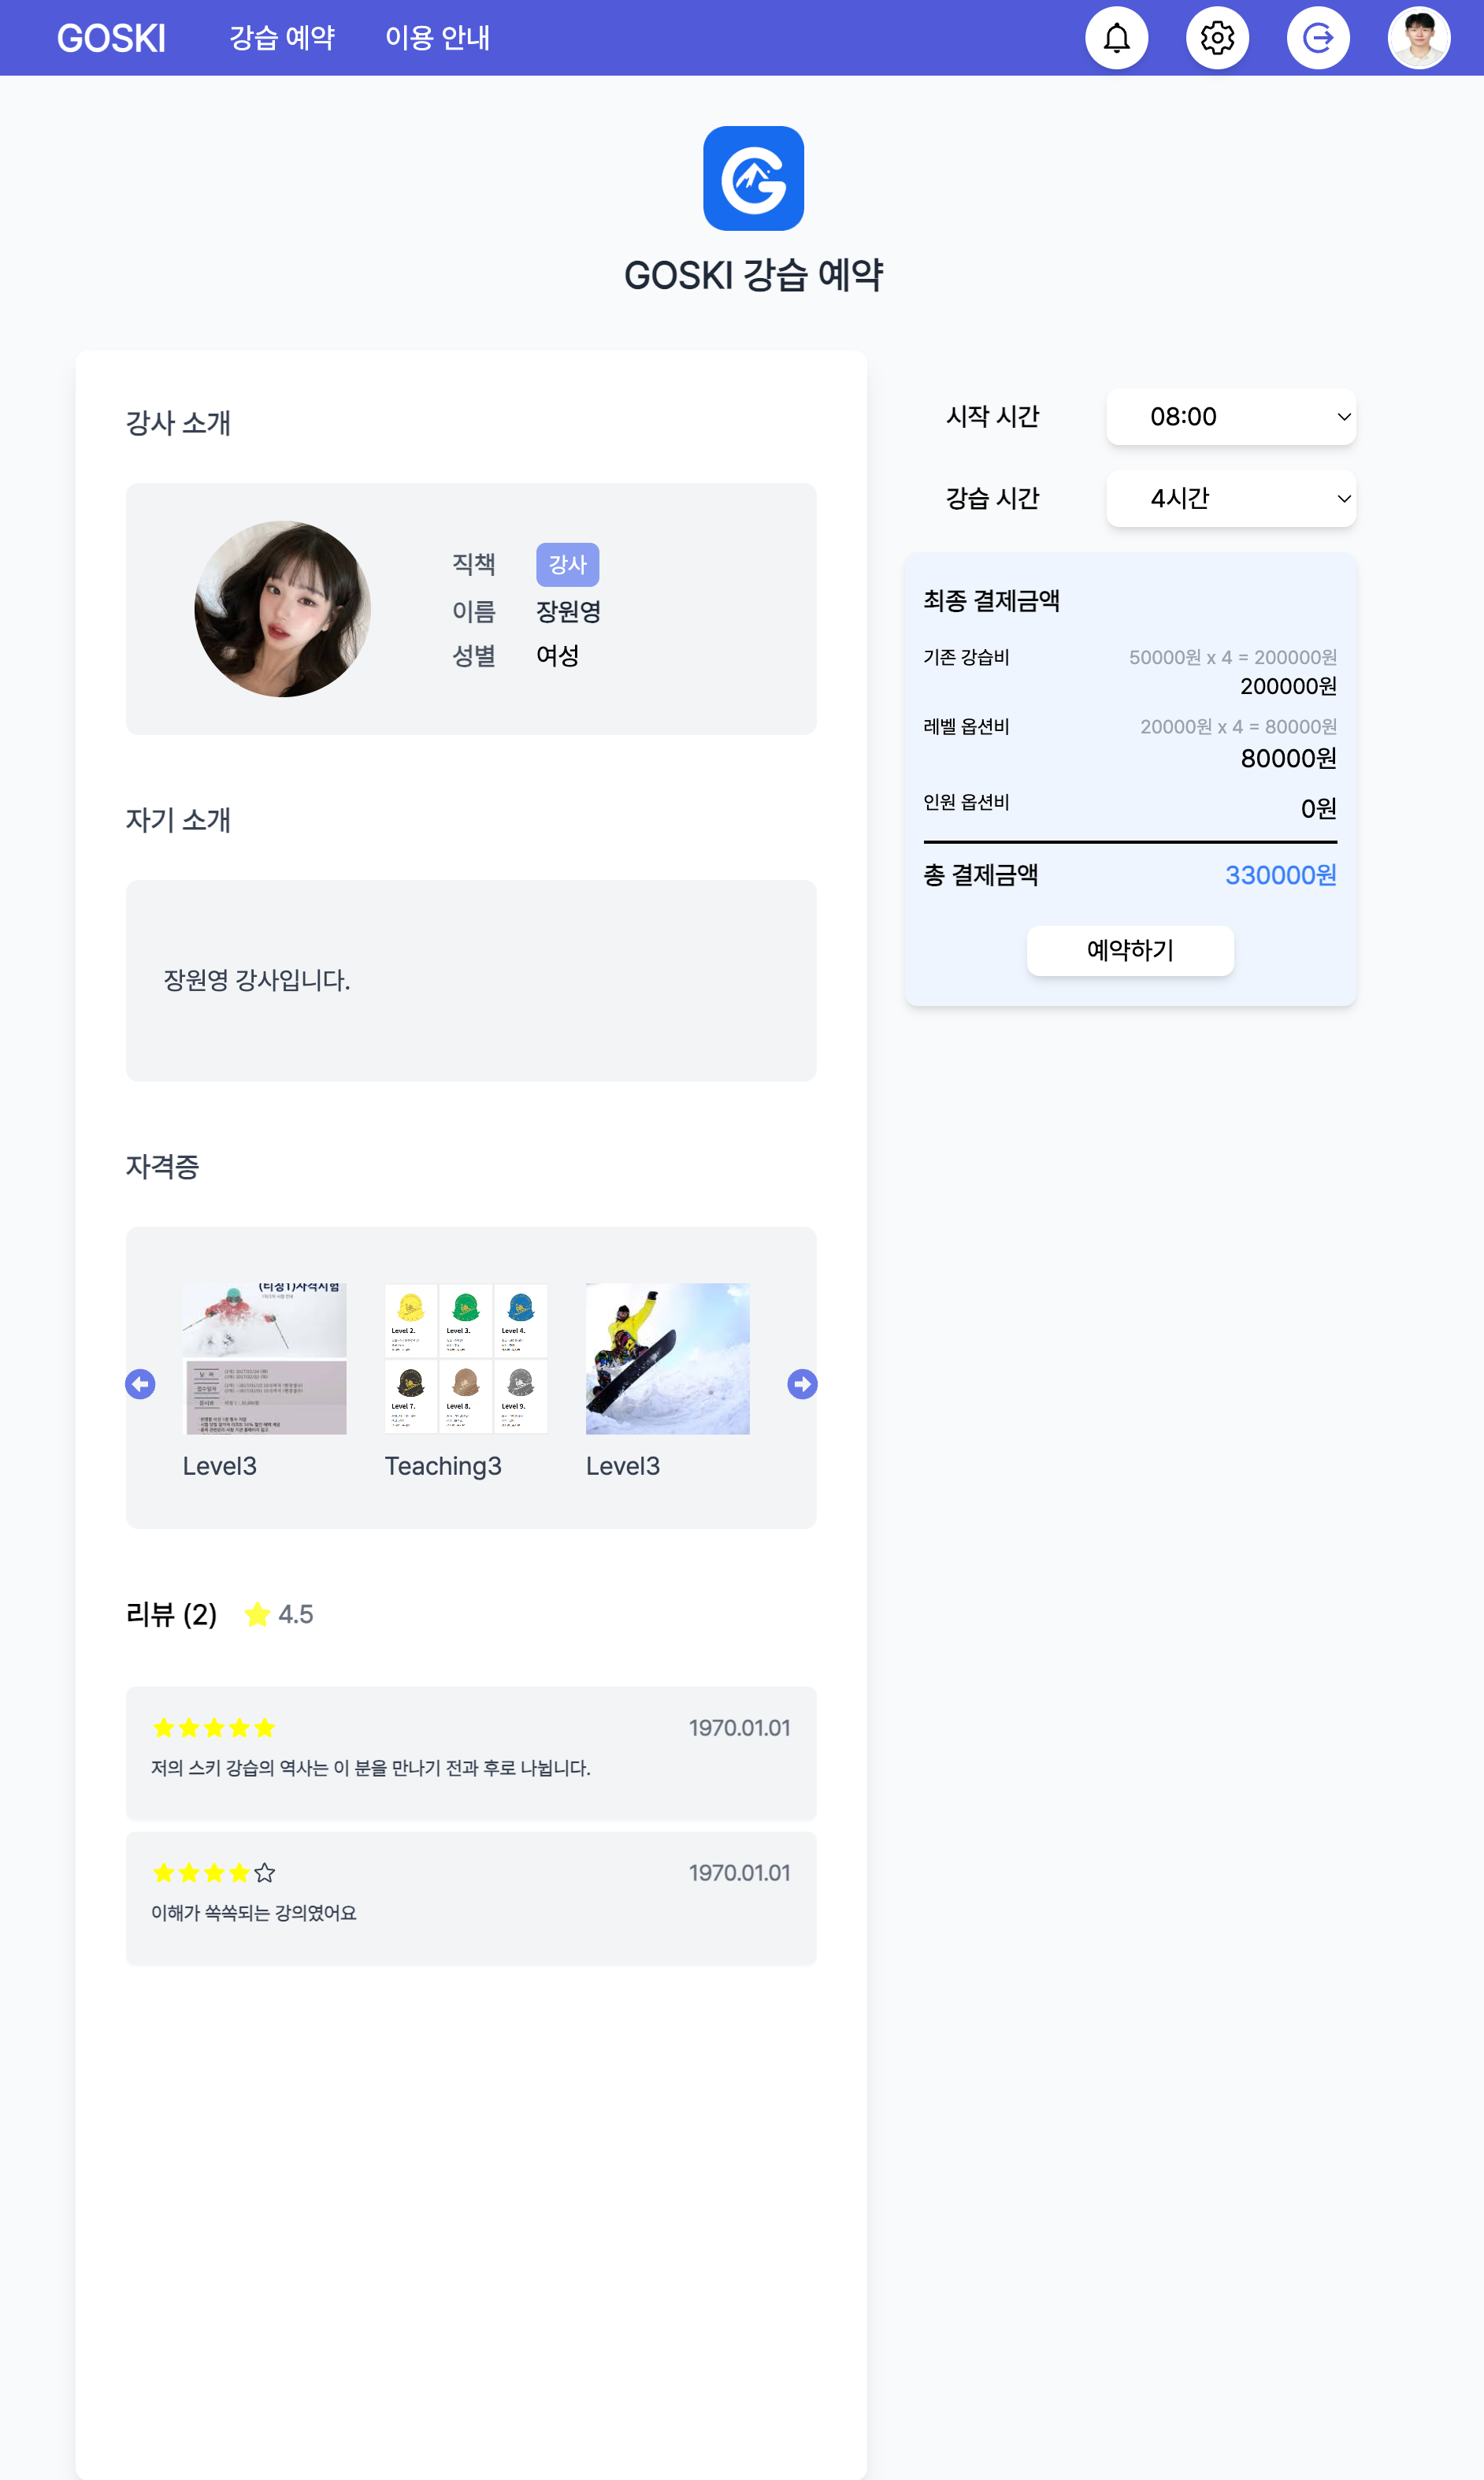 GOSKI 강습 예약 이용 안내
GOSKI 강습 예약
강사 소개
직책 강사
이름 장원영
성별 여성
자기 소개
장원영 강사입니다.
자격증
(티칭1)자격시험
Level 2. Level 3. Level 4.
Level 7. Level 8. Level 9.
Level3 Teaching3 Level3
리뷰 (2) 4.5
1970.01.01
저의 스키 강습의 역사는 이 분을 만나기 전과 후로 나뉩니다.
1970.01.01
이해가 쏙쏙되는 강의였어요
시작 시간 08:00
강습 시간 4시간
최종 결제금액
기존 강습비 50000원 x 4 = 200000원
200000원
레벨 옵션비 20000원 x 4 = 80000원
80000원
인원 옵션비 0원
총 결제금액 330000원
예약하기